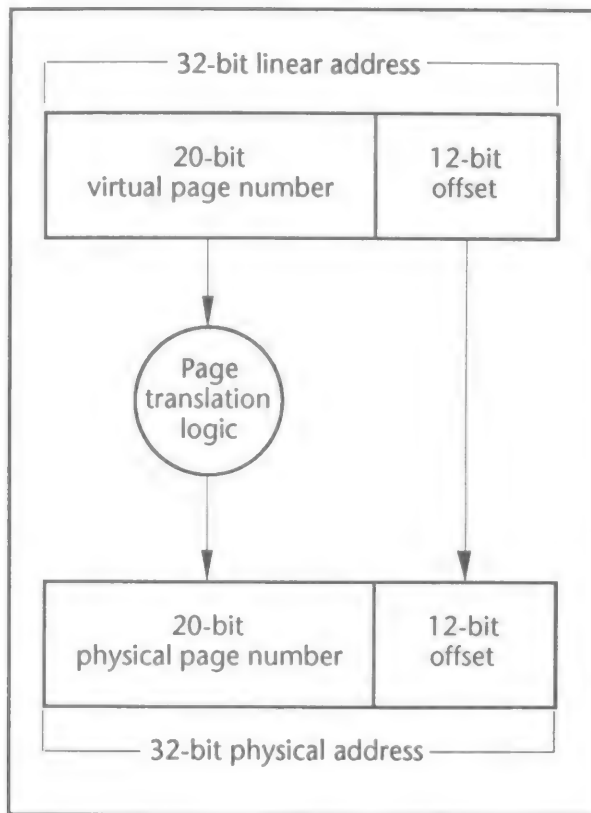 32-bit linear address
20-bit
virtual page number
12-bit
offset
Page
translation
logic
20-bit
physical page number
12-bit
offset
32-bit physical address